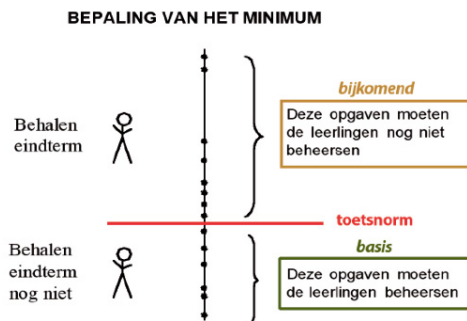 BEPALING VAN HET MINIMUM
bijkomend
Behalen
eindterm
Deze opgaven moeten
de leerlingen nog niet
beheersen
toetsnorm
basis
Behalen
eindterm
nog niet
Deze opgaven moeten
de leerlingen beheersen